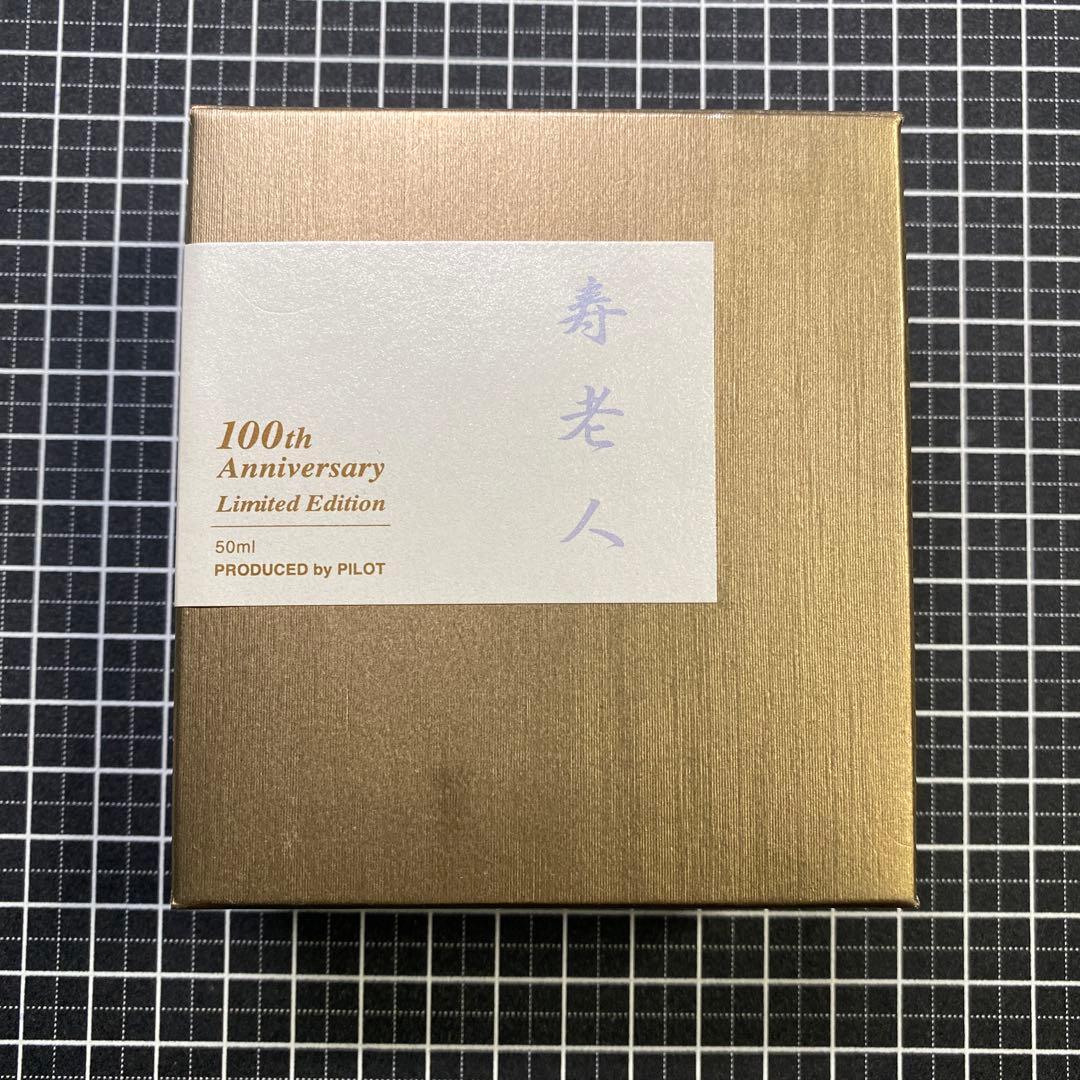 寿老人
100th
Anniversary
Limited Edition
50ml
PRODUCED by PILOT